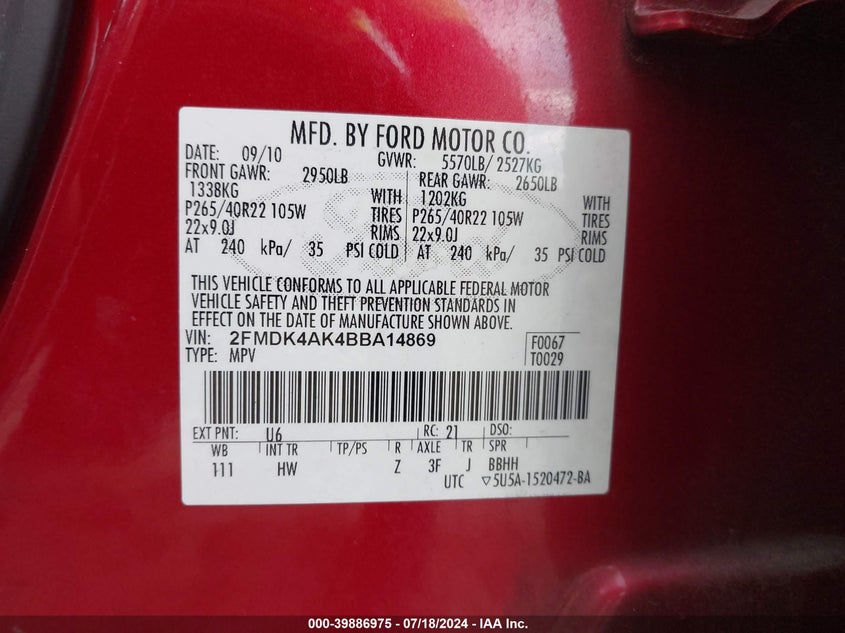 MFD. BY FORD MOTOR CO.
DATE: 09/10 GVWR: 5570LB/ 2527KG
FRONT GAWR: 2950LB REAR GAWR: 2650LB
1338KG WITH 1202KG WITH
P265/40R22 105W TIRES P265/40R22 105W TIRES
22x9.0J RIMS 22x9.0J RIMS
AT 240 kPa/ 35 PSI COLD AT 240 kPa/ 35 PSI COLD
THIS VEHICLE CONFORMS TO ALL APPLICABLE FEDERAL MOTOR
VEHICLE SAFETY AND THEFT PREVENTION STANDARDS IN
EFFECT ON THE DATE OF MANUFACTURE SHOWN ABOVE.
VIN: 2FMDK4AK4BBA14869 F0067
TYPE: MPV T0029
EXT PNT: U6 RC: 21 DSO:
WB INT TR TP/PS R AXLE TR SPR
111 HW Z 3F J BBHH
UTC ▽5U5A-1520472-BA
000-39886975 - 07/18/2024 - IAA Inc.